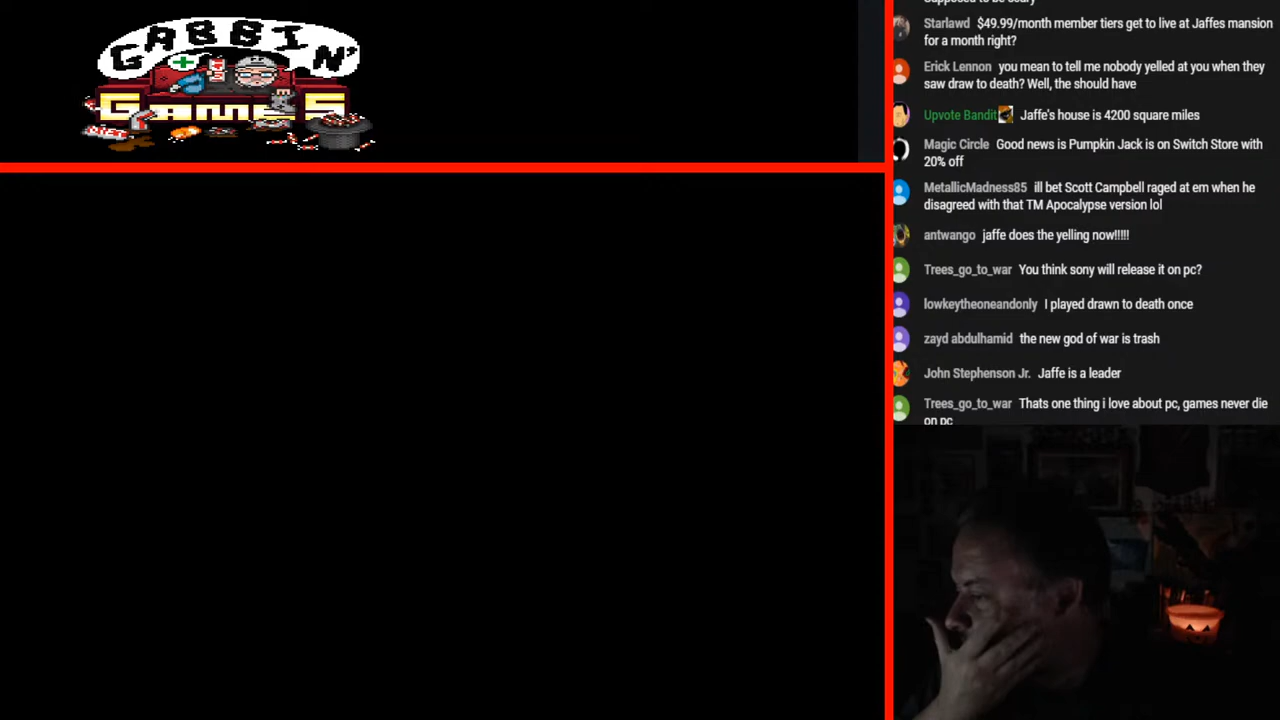 GABBIN'
GAMES
Supposed to be scary
Starlawd $49.99/month member tiers get to live at Jaffes mansion
for a month right?
Erick Lennon you mean to tell me nobody yelled at you when they
saw draw to death? Well, the should have
Upvote Bandit Jaffe's house is 4200 square miles
Magic Circle Good news is Pumpkin Jack is on Switch Store with
20% off
MetallicMadness85 ill bet Scott Campbell raged at em when he
disagreed with that TM Apocalypse version lol
antwango jaffe does the yelling now!!!!!
Trees_go_to_war You think sony will release it on pc?
lowkeytheoneandonly I played drawn to death once
zayd abdulhamid the new god of war is trash
John Stephenson Jr. Jaffe is a leader
Trees_go_to_war Thats one thing i love about pc, games never die
on pc